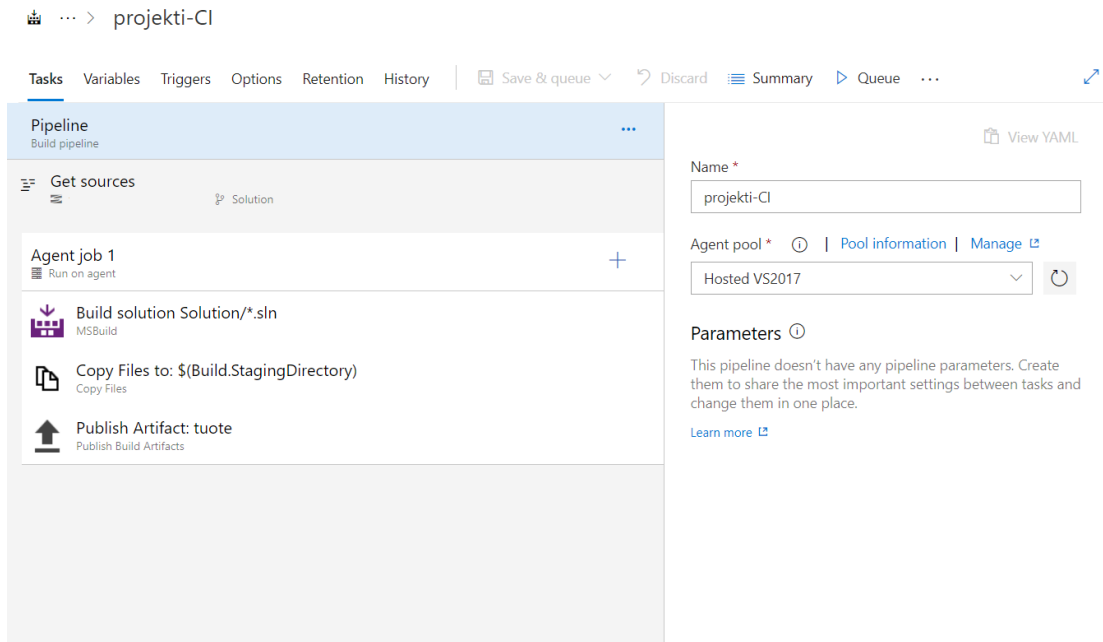 ··· > projekti-CI
Tasks Variables Triggers Options Retention History Save & queue Discard Summary Queue ···
Pipeline
Build pipeline
Get sources
Solution
Agent job 1
Run on agent
Build solution Solution/*.sln
MSBuild
Copy Files to: $(Build.StagingDirectory)
Copy Files
Publish Artifact: tuote
Publish Build Artifacts
View YAML
Name *
projekti-CI
Agent pool * | Pool information | Manage
Hosted VS2017
Parameters
This pipeline doesn't have any pipeline parameters. Create
them to share the most important settings between tasks and
change them in one place.
Learn more